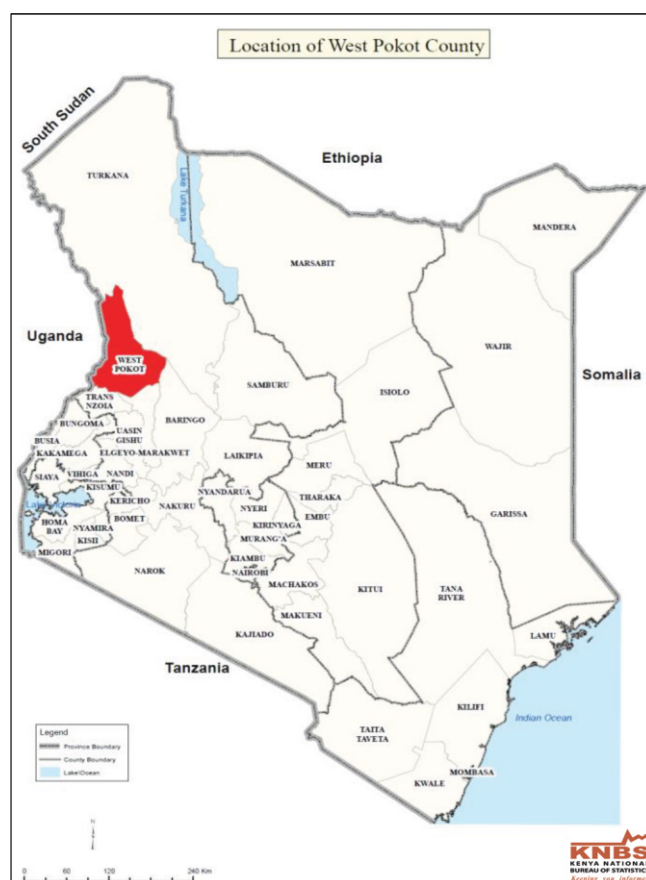 Location of West Pokot County
South Sudan
Ethiopia
TURKANA
Lake Turkana
MANDERA
MARSABIT
Uganda
WAJIR
Somalia
WEST
POKOT
SAMBURU
ISIOLO
TRANS
NZOIA
BUNGOMA
UASIN
GISHU
BARINGO
BUSIA
KAKAMEGA
ELGEYO-MARAKWET
LAIKIPIA
MERU
SIAYA
VIHIGA
NANDI
KISUMU
NYANDARUA
THARAKA
GARISSA
KERICHO
NAKURU
NYERI
EMBU
HOMA
BAY
NYAMIRA
BOMET
KIRINYAGA
KISII
MURANG'A
MIGORI
KIAMBU
NAROK
NAIROBI
MACHAKOS
KITUI
TANA
RIVER
MAKUENI
KAJIADO
LAMU
Tanzania
KILIFI
Indian Ocean
TAITA
TAVETA
MOMBASA
KWALE
Legend
Province Boundary
County Boundary
Lake\Ocean
N
0 60 120 240 Km
KNBS
KENYA NATIONAL
BUREAU OF STATISTIC
Keeping you informe